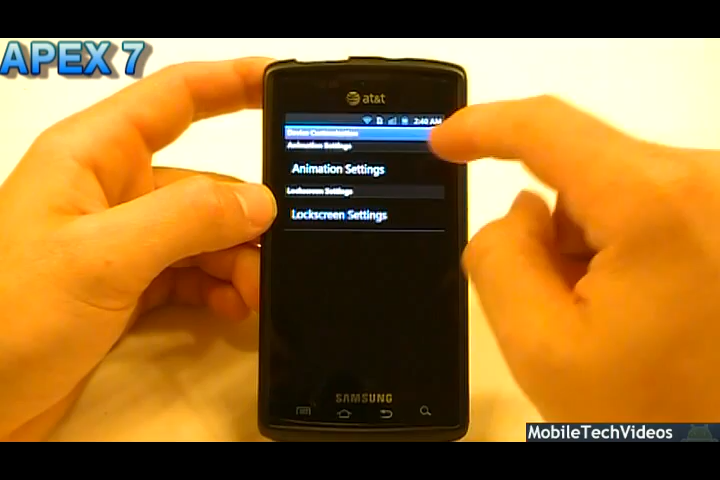 APEX 7
at&t
2:40 AM
Device Customization
Animation Settings
Animation Settings
Lockscreen Settings
Lockscreen Settings
SAMSUNG
MobileTechVideos